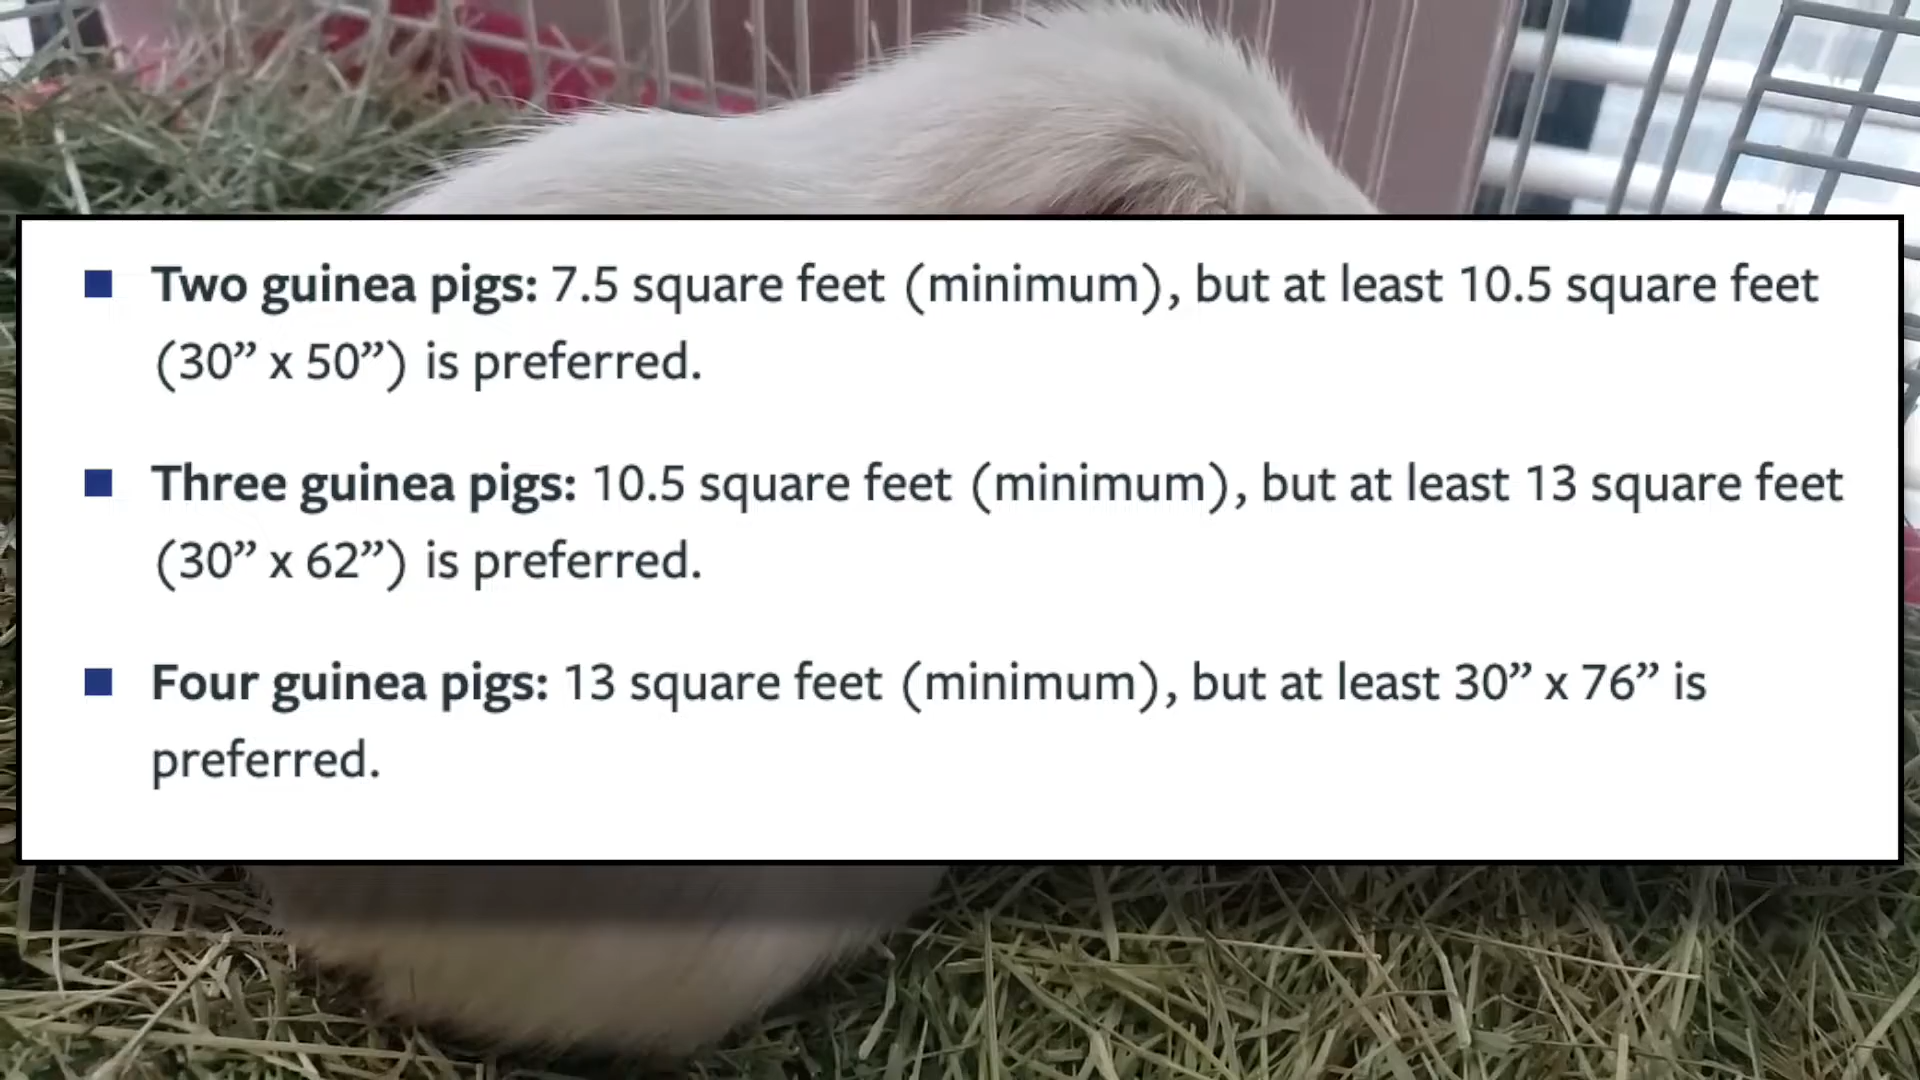 ■ Two guinea pigs: 7.5 square feet (minimum), but at least 10.5 square feet
(30” x 50”) is preferred.
■ Three guinea pigs: 10.5 square feet (minimum), but at least 13 square feet
(30” x 62”) is preferred.
■ Four guinea pigs: 13 square feet (minimum), but at least 30” x 76” is
preferred.